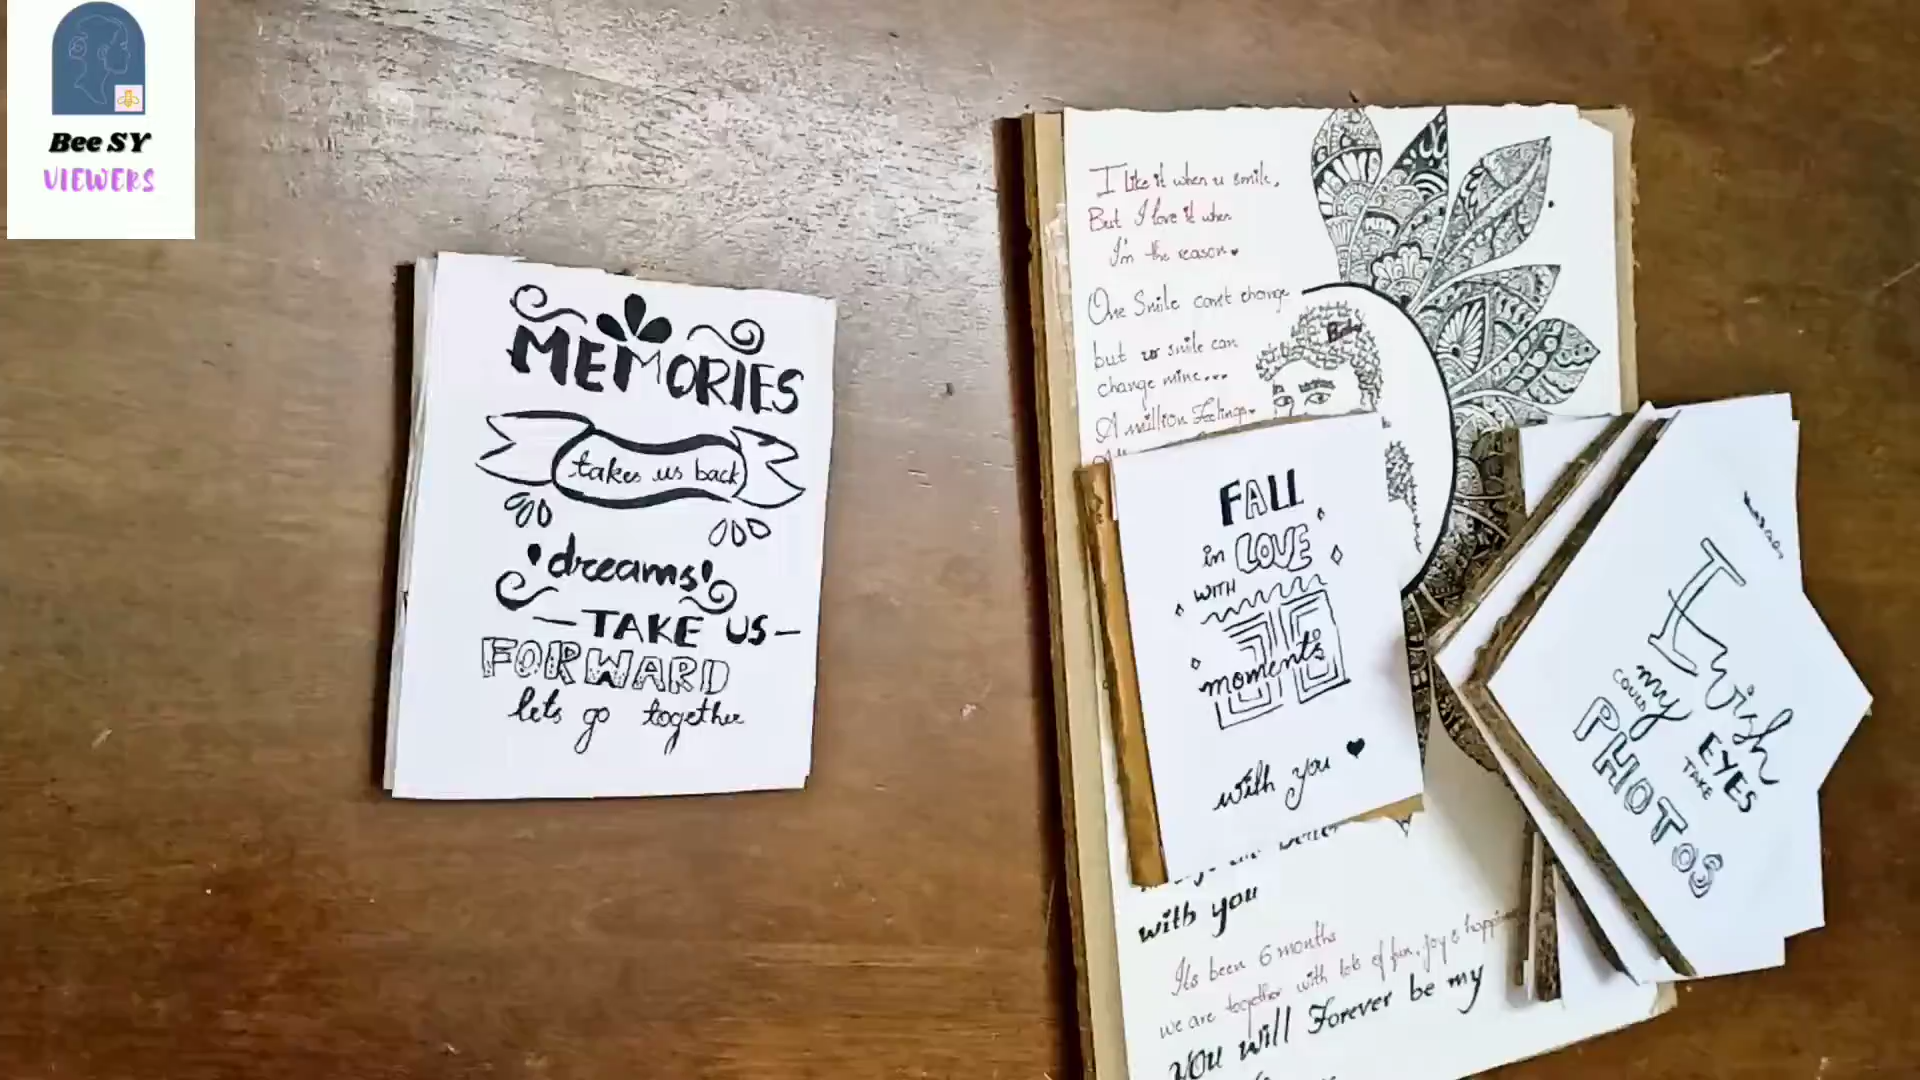 Bee SY
VIEWERS
MEMORIES
takes us back
dreams
TAKE US
FORWARD
lets go together
I like it when u smile,
But I love it when
I'm the reason
One Smile can't change
but ur smile can
change mine...
A million Feelings
FALL
in LOVE
WITH
moments
with you
with you
Its been 6 months
we are together with lots of fun, joy &
You will Forever be my
I wish
my
COULD
EYES
TAKE
PHOTOS